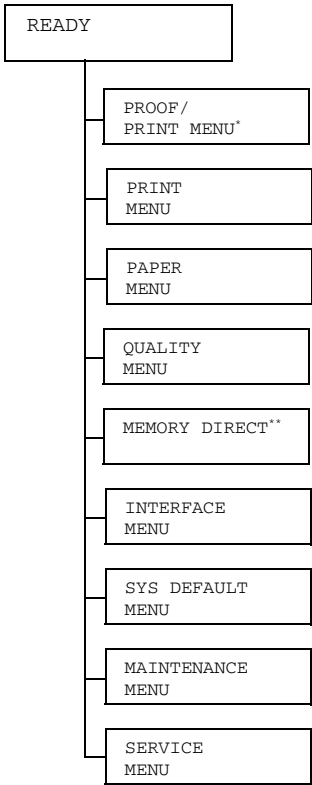 READY
PROOF/
PRINT MENU*
PRINT
MENU
PAPER
MENU
QUALITY
MENU
MEMORY DIRECT**
INTERFACE
MENU
SYS DEFAULT
MENU
MAINTENANCE
MENU
SERVICE
MENU